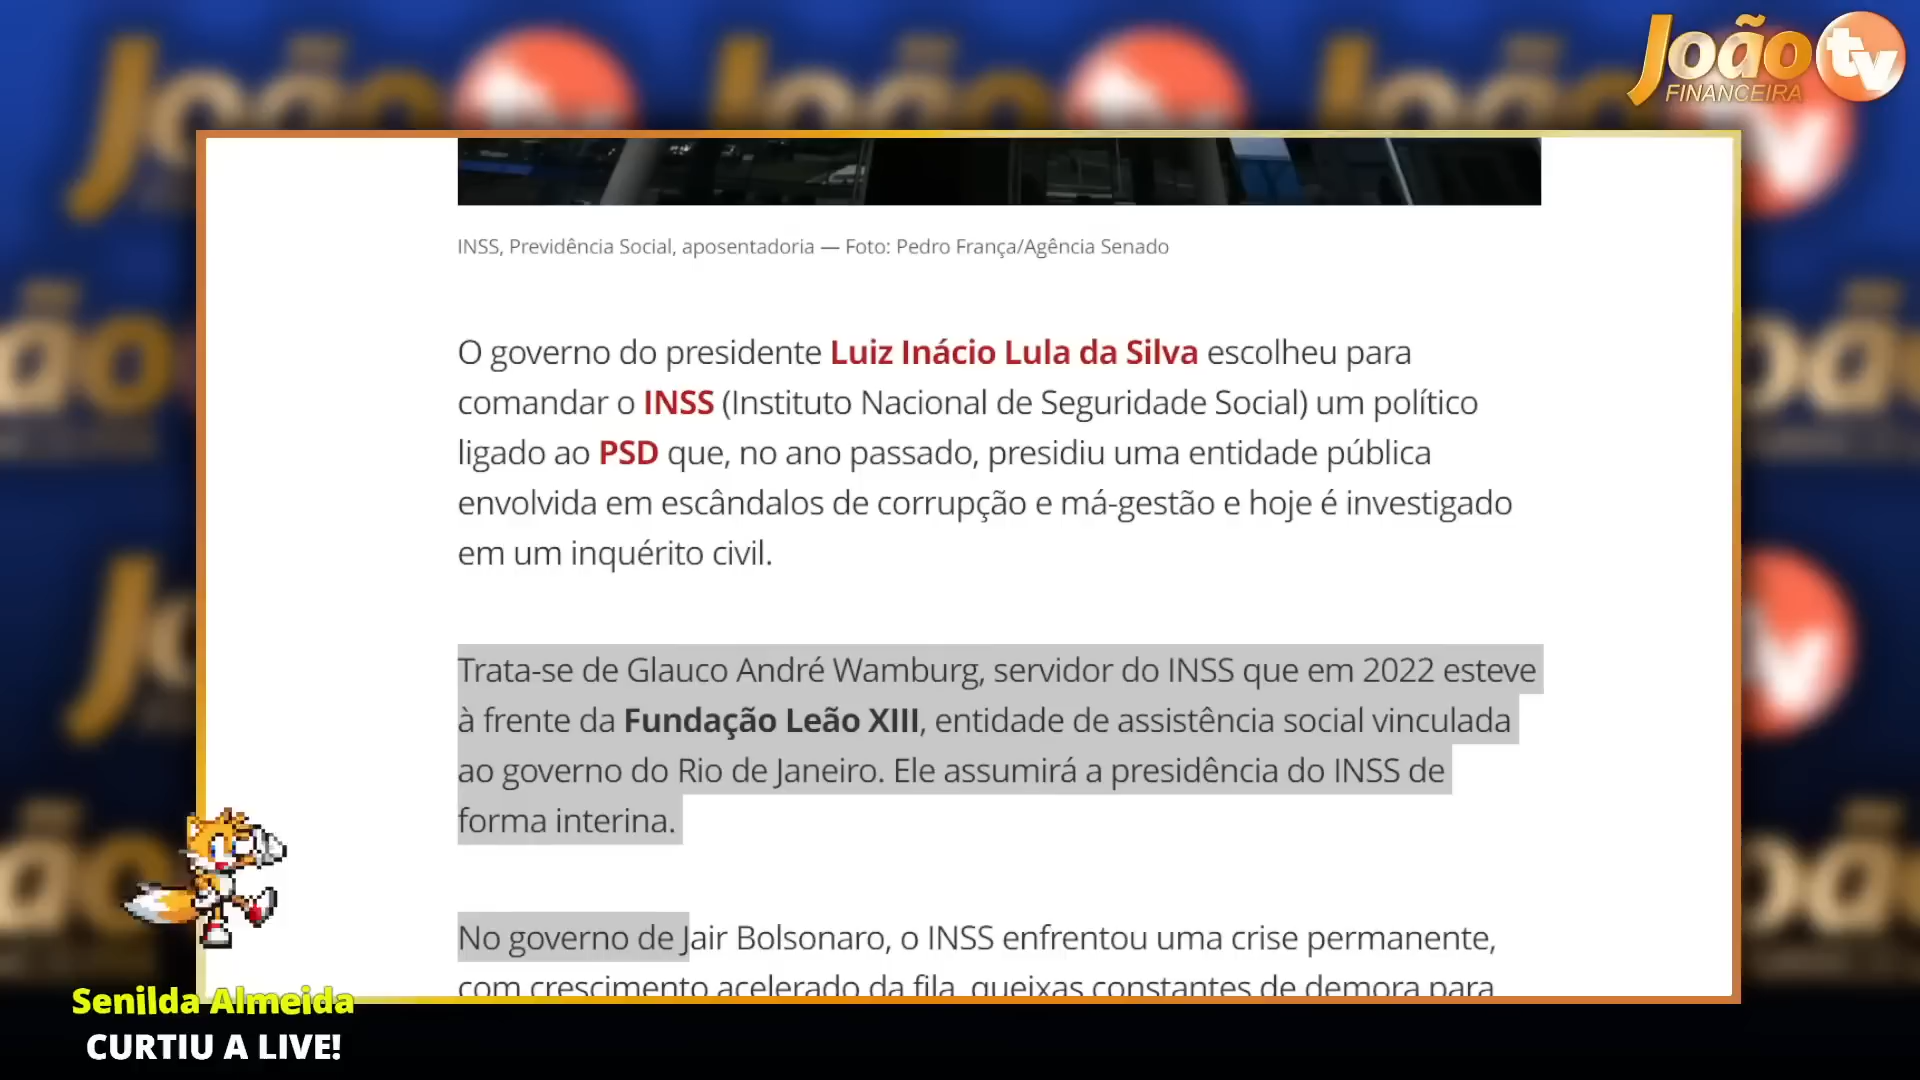 João
FINANCEIRA
tv
INSS, Previdência Social, aposentadoria — Foto: Pedro França/Agência Senado
O governo do presidente Luiz Inácio Lula da Silva escolheu para
comandar o INSS (Instituto Nacional de Seguridade Social) um político
ligado ao PSD que, no ano passado, presidiu uma entidade pública
envolvida em escândalos de corrupção e má-gestão e hoje é investigado
em um inquérito civil.
Trata-se de Glauco André Wamburg, servidor do INSS que em 2022 esteve
à frente da Fundação Leão XIII, entidade de assistência social vinculada
ao governo do Rio de Janeiro. Ele assumirá a presidência do INSS de
forma interina.
No governo de Jair Bolsonaro, o INSS enfrentou uma crise permanente,
com crescimento acelerado da fila, queixas constantes de demora para
Senilda Almeida
CURTIU A LIVE!